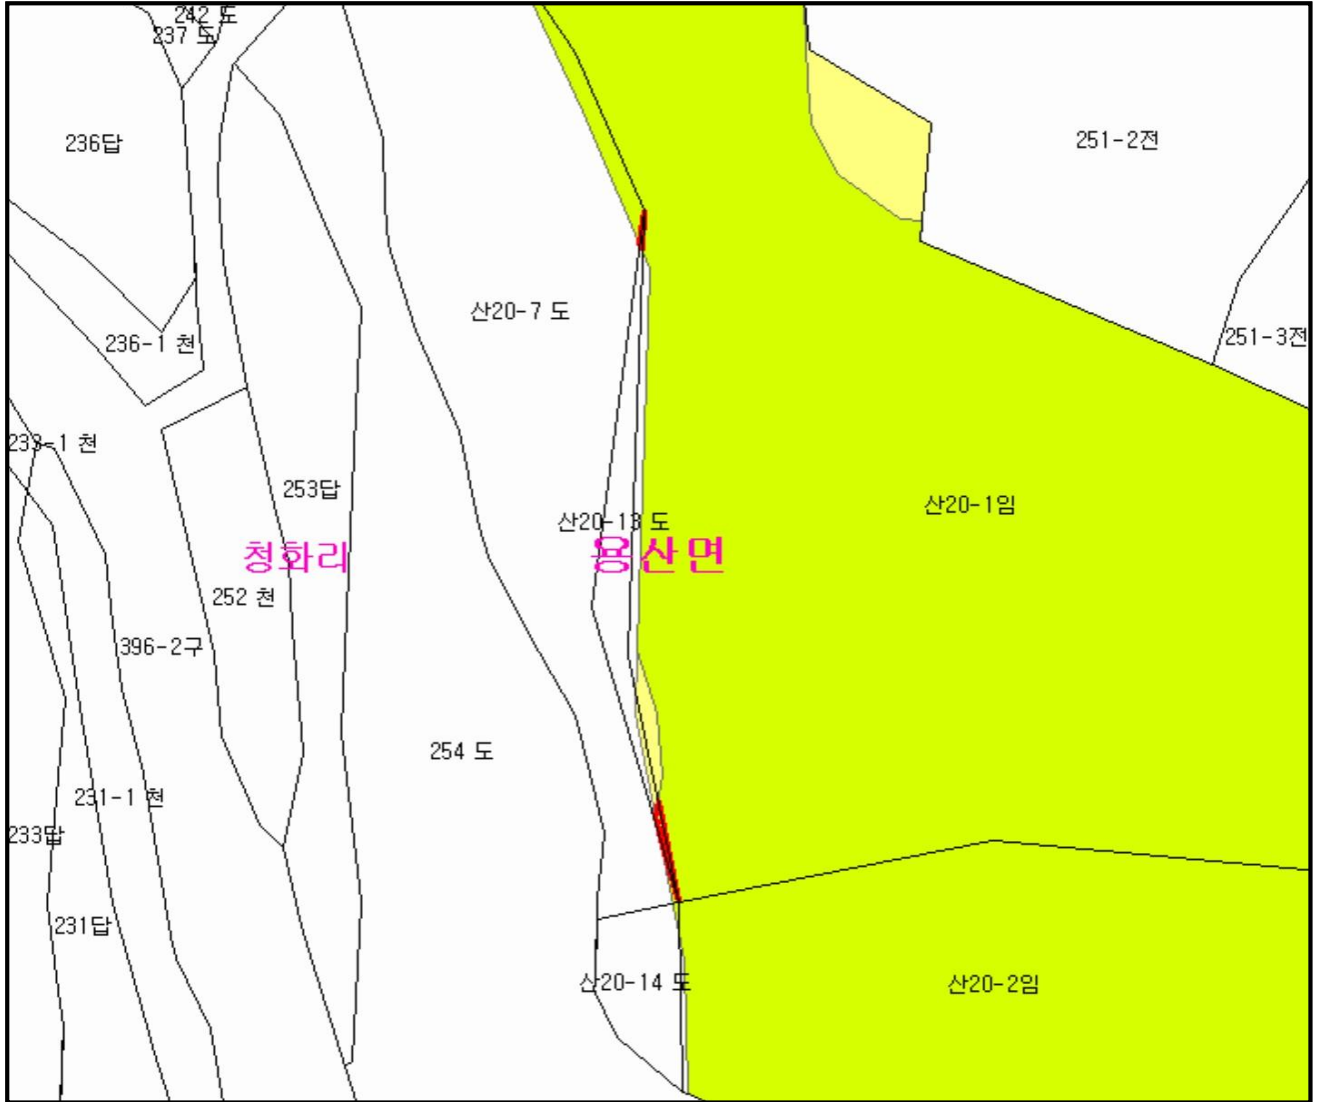 242 도
237 도
236답
251-2전
산20-7 도
236-1 천
251-3전
233-1 천
253답
산20-1임
산20-13 도
청화리
용산면
252 천
396-2구
254 도
231-1 천
233답
231답
산20-14 도
산20-2임